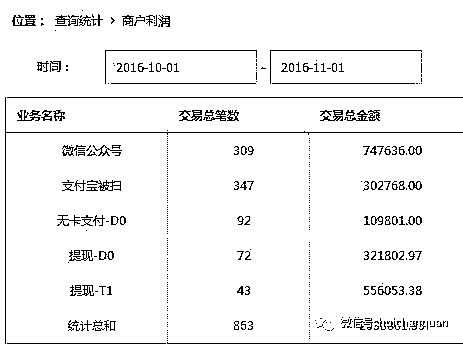 位置： 查询统计 > 商户利润
时间： 2016-10-01 - 2016-11-01
业务名称 交易总笔数 交易总金额
微信公众号 309 747636.00
支付宝被扫 347 302768.00
无卡支付-D0 92 109801.00
提现-D0 72 321802.97
提现-T1 43 556053.38
统计总和 863
微信号